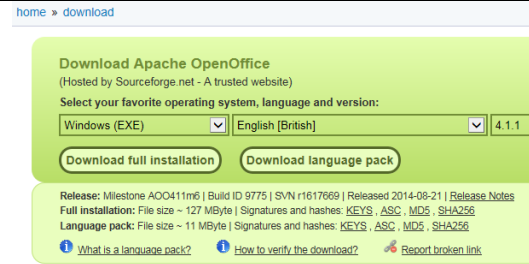 home » download
Download Apache OpenOffice
(Hosted by Sourceforge.net - A trusted website)
Select your favorite operating system, language and version:
Windows (EXE) English [British] 4.1.1
Download full installation Download language pack
Release: Milestone AOO411m6 | Build ID 9775 | SVN r1617669 | Released 2014-08-21 | Release Notes
Full installation: File size ~ 127 MByte | Signatures and hashes: KEYS , ASC , MD5 , SHA256
Language pack: File size ~ 11 MByte | Signatures and hashes: KEYS , ASC , MD5 , SHA256
What is a language pack? How to verify the download? Report broken link